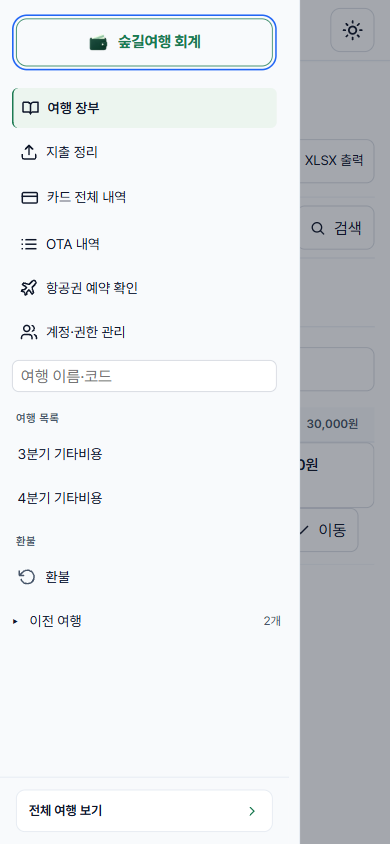 숲길여행 회계
여행 장부
지출 정리
XLSX 출력
카드 전체 내역
검색
OTA 내역
항공권 예약 확인
계정·권한 관리
여행 이름·코드
여행 목록
30,000원
3분기 기타비용
0원
4분기 기타비용
이동
환불
환불
이전 여행
2개
전체 여행 보기